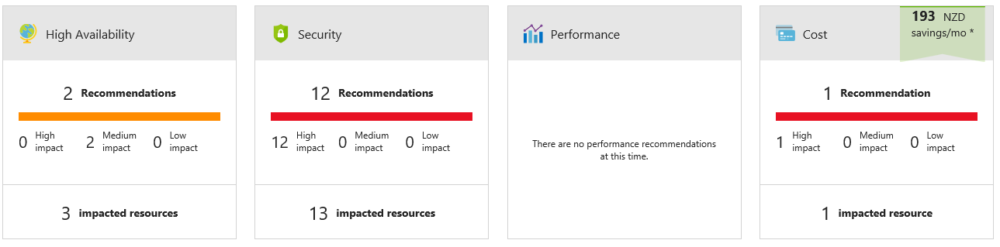 High Availability
2 Recommendations
0 High impact 2 Medium impact 0 Low impact
3 impacted resources
Security
12 Recommendations
12 High impact 0 Medium impact 0 Low impact
13 impacted resources
Performance
There are no performance recommendations
at this time.
Cost
193 NZD
savings/mo *
1 Recommendation
1 High impact 0 Medium impact 0 Low impact
1 impacted resource